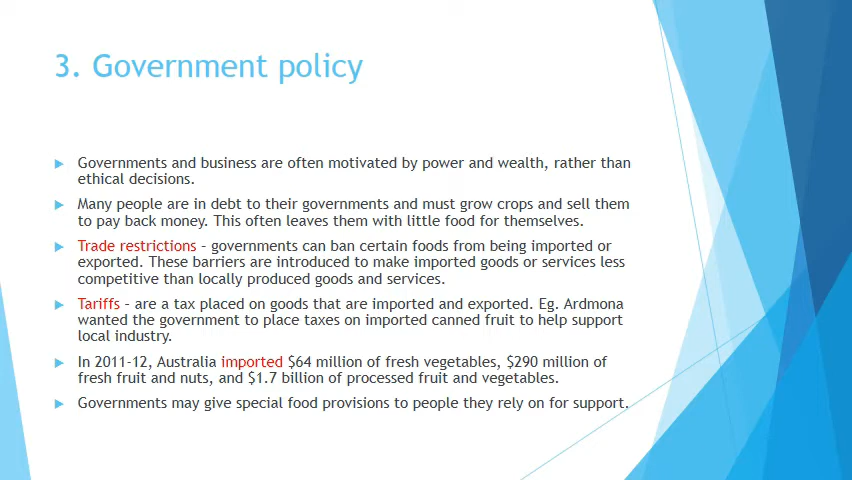 3. Government policy
Governments and business are often motivated by power and wealth, rather than
ethical decisions.
Many people are in debt to their governments and must grow crops and sell them
to pay back money. This often leaves them with little food for themselves.
Trade restrictions – governments can ban certain foods from being imported or
exported. These barriers are introduced to make imported goods or services less
competitive than locally produced goods and services.
Tariffs – are a tax placed on goods that are imported and exported. Eg. Ardmona
wanted the government to place taxes on imported canned fruit to help support
local industry.
In 2011-12, Australia imported $64 million of fresh vegetables, $290 million of
fresh fruit and nuts, and $1.7 billion of processed fruit and vegetables.
Governments may give special food provisions to people they rely on for support.